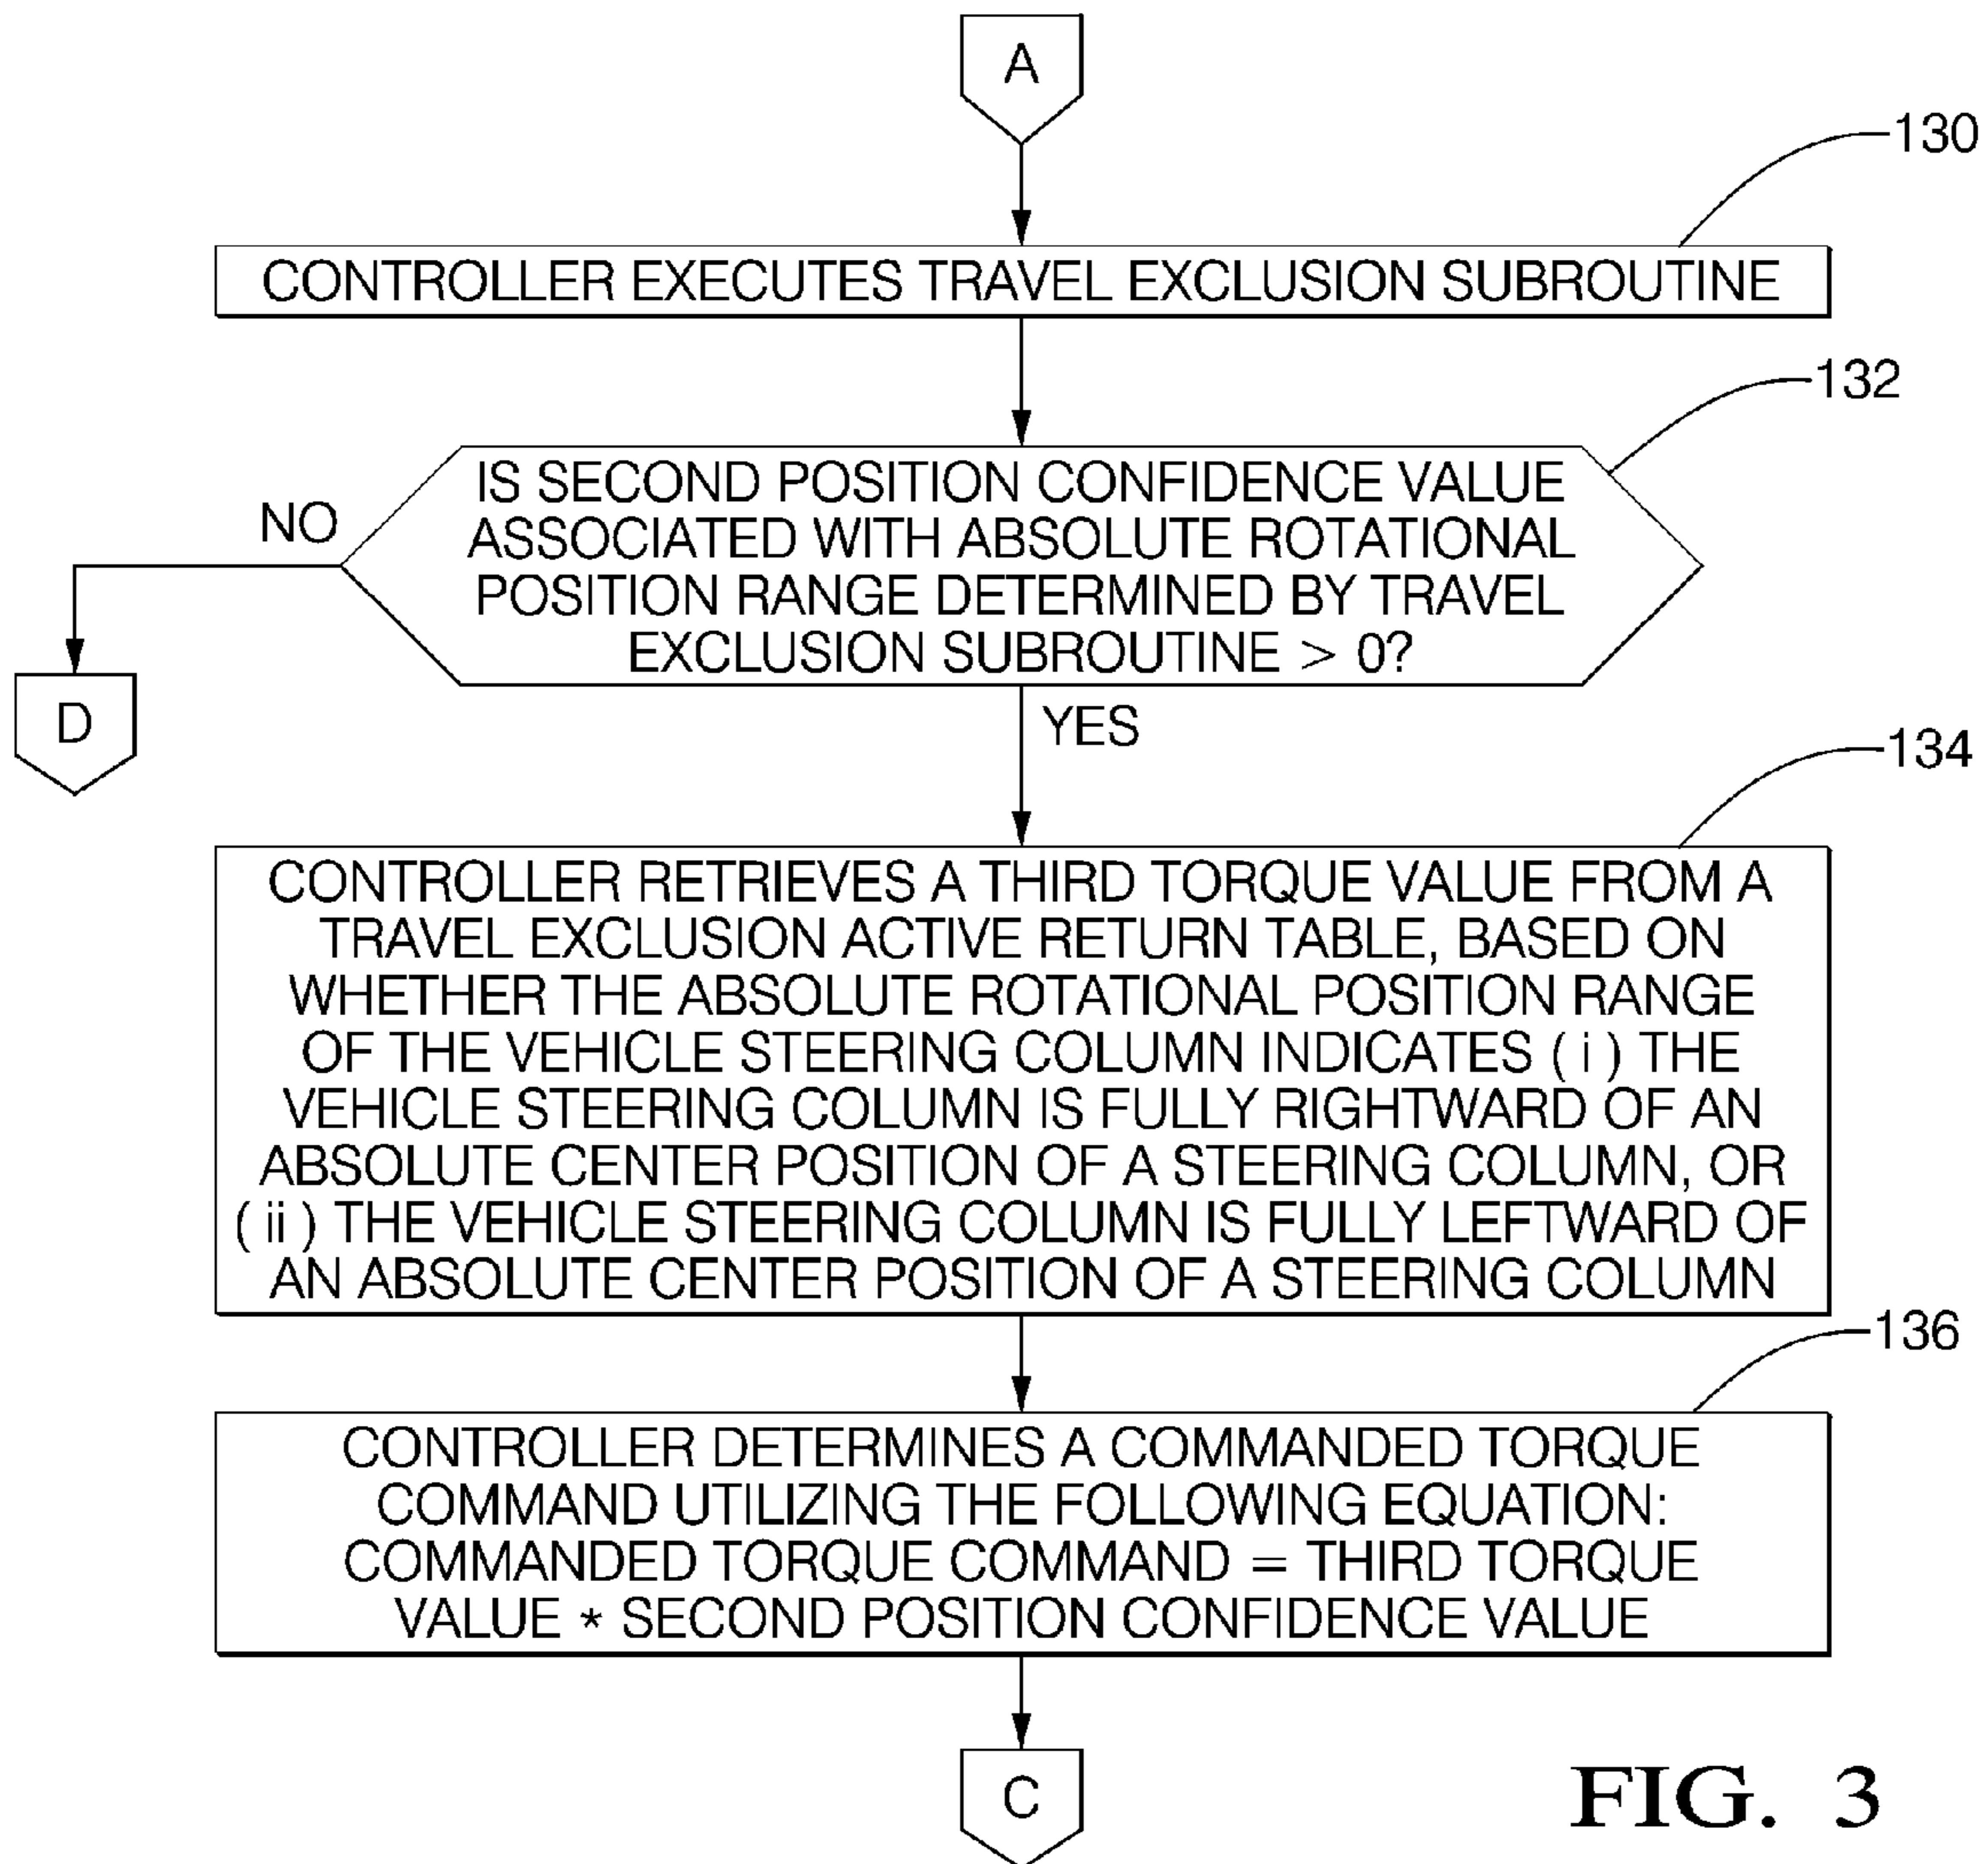 A
130
CONTROLLER EXECUTES TRAVEL EXCLUSION SUBROUTINE
132
IS SECOND POSITION CONFIDENCE VALUE
ASSOCIATED WITH ABSOLUTE ROTATIONAL
POSITION RANGE DETERMINED BY TRAVEL
EXCLUSION SUBROUTINE > 0?
NO
D
YES
134
CONTROLLER RETRIEVES A THIRD TORQUE VALUE FROM A
TRAVEL EXCLUSION ACTIVE RETURN TABLE, BASED ON
WHETHER THE ABSOLUTE ROTATIONAL POSITION RANGE
OF THE VEHICLE STEERING COLUMN INDICATES ( i ) THE
VEHICLE STEERING COLUMN IS FULLY RIGHTWARD OF AN
ABSOLUTE CENTER POSITION OF A STEERING COLUMN, OR
( ii ) THE VEHICLE STEERING COLUMN IS FULLY LEFTWARD OF
AN ABSOLUTE CENTER POSITION OF A STEERING COLUMN
136
CONTROLLER DETERMINES A COMMANDED TORQUE
COMMAND UTILIZING THE FOLLOWING EQUATION:
COMMANDED TORQUE COMMAND = THIRD TORQUE
VALUE * SECOND POSITION CONFIDENCE VALUE
C
FIG. 3